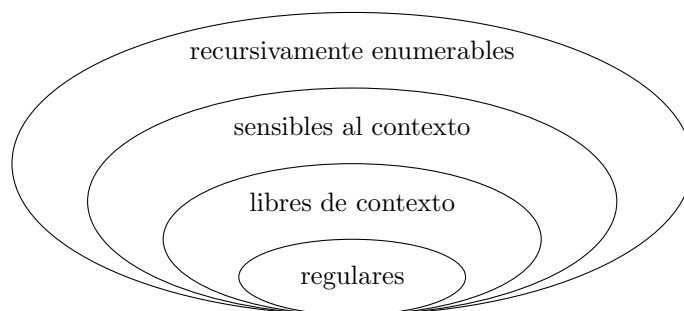 recursivamente enumerables
sensibles al contexto
libres de contexto
regulares